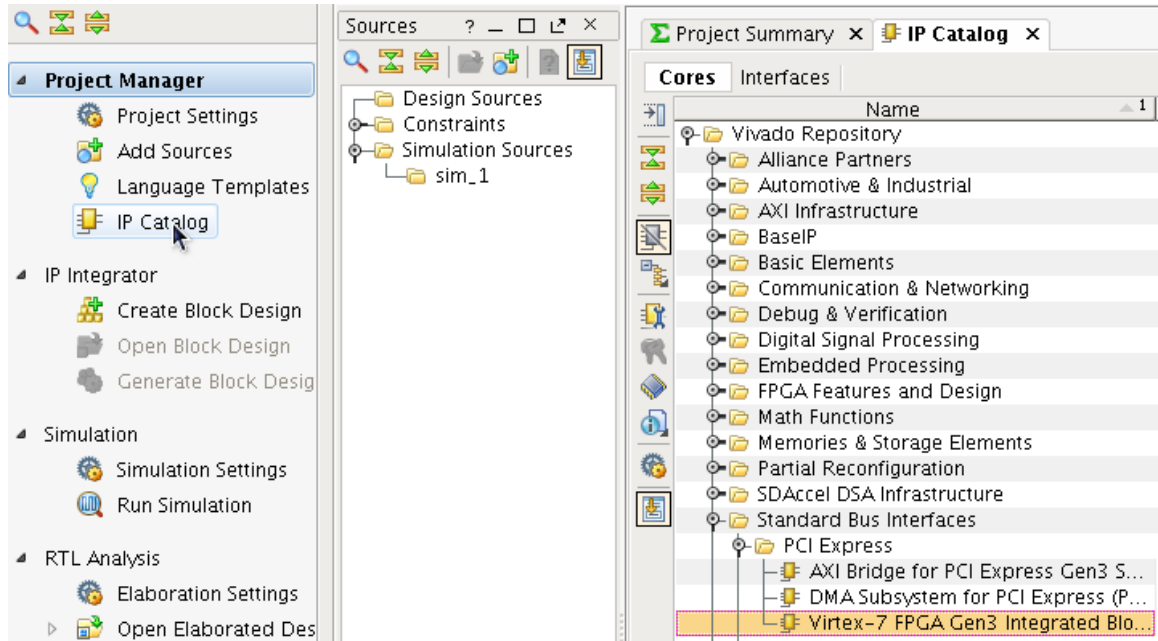 Project Manager
Project Settings
Add Sources
Language Templates
IP Catalog
IP Integrator
Create Block Design
Open Block Design
Generate Block Desig
Simulation
Simulation Settings
Run Simulation
RTL Analysis
Elaboration Settings
Open Elaborated Des
Sources ? _ ×
Design Sources
Constraints
Simulation Sources
sim_1
Σ Project Summary × IP Catalog ×
Cores Interfaces
Name 1
Vivado Repository
Alliance Partners
Automotive & Industrial
AXI Infrastructure
BaseIP
Basic Elements
Communication & Networking
Debug & Verification
Digital Signal Processing
Embedded Processing
FPGA Features and Design
Math Functions
Memories & Storage Elements
Partial Reconfiguration
SDAccel DSA Infrastructure
Standard Bus Interfaces
PCI Express
AXI Bridge for PCI Express Gen3 S...
DMA Subsystem for PCI Express (P...
Virtex-7 FPGA Gen3 Integrated Blo...